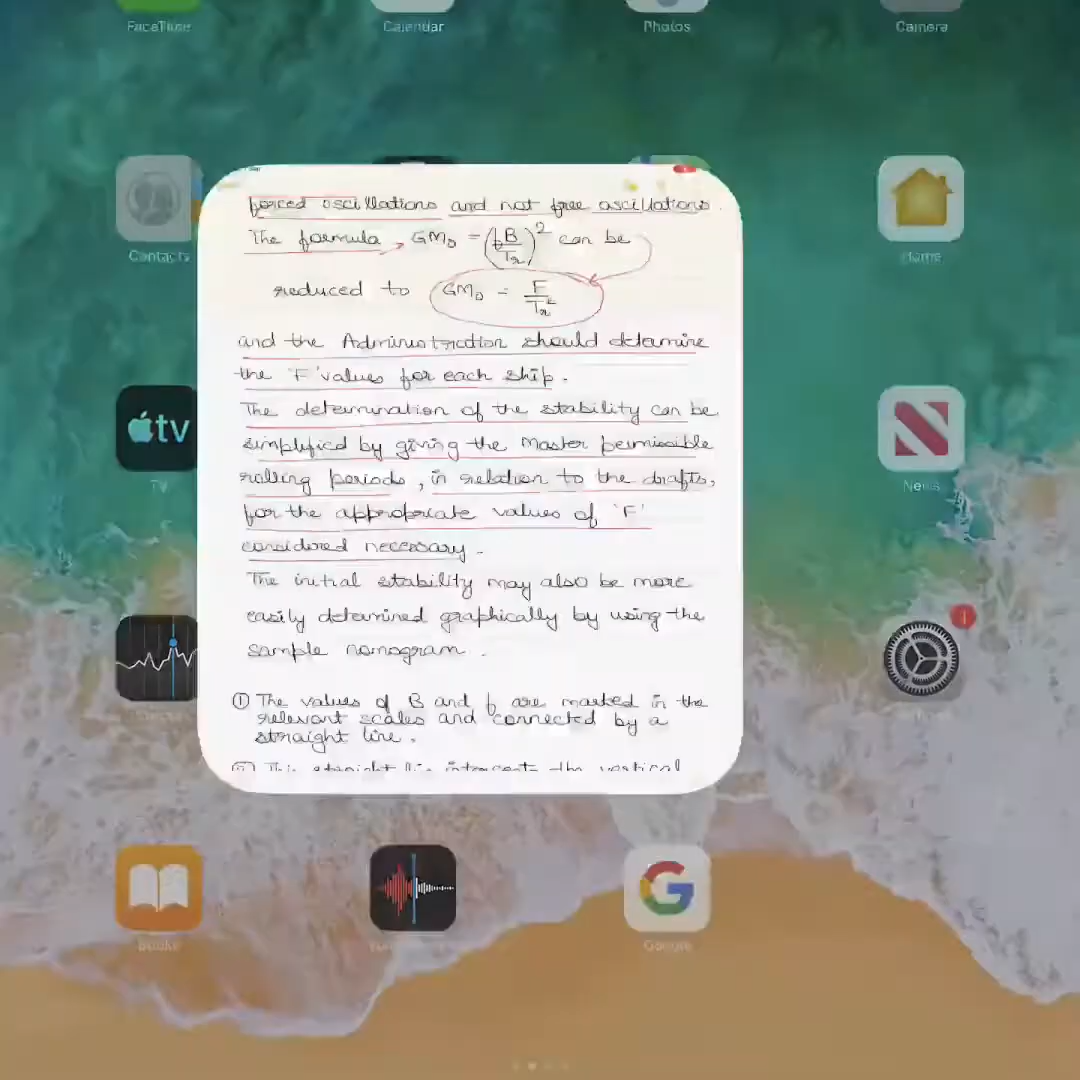 FaceTime
Calendar
Photos
Camera
forced oscillations and not free oscillations.
The formula, GM₀ = (fB/Tr)² can be
reduced to GM₀ = F/Tr²
and the Administration should determine
the 'F' values for each ship.
The determination of the stability can be
simplified by giving the Master permissible
rolling periods, in relation to the drafts,
for the appropriate values of 'F'
considered necessary.
The initial stability may also be more
easily determined graphically by using the
sample nomogram.
① The values of B and f are marked in the
relevant scales and connected by a
straight line.
Contacts
Home
tv
TV
News
1
Books
Google